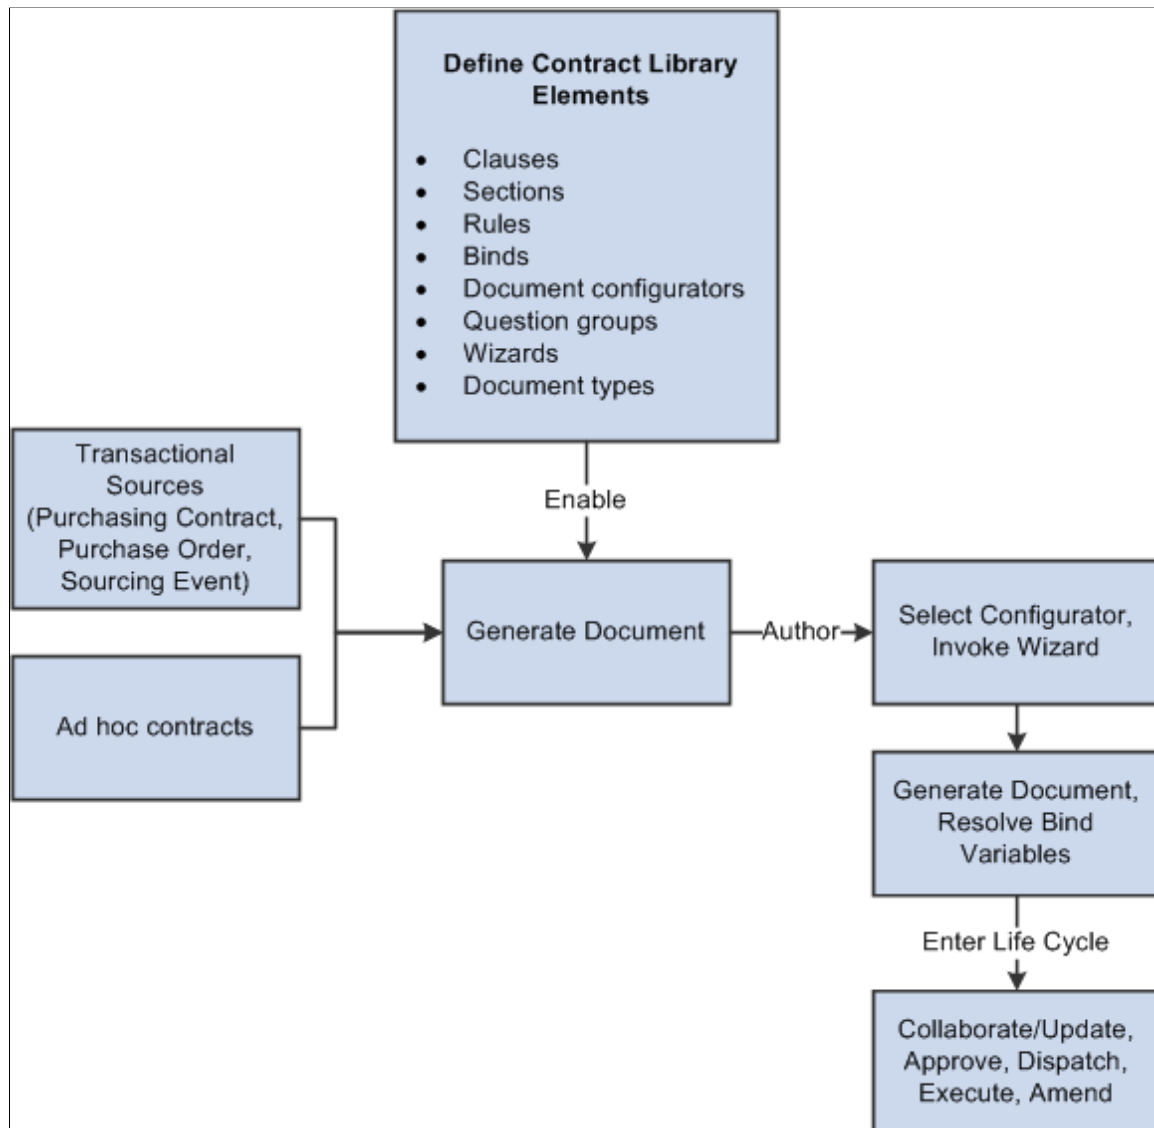 Define Contract Library
Elements
• Clauses
• Sections
• Rules
• Binds
• Document configurators
• Question groups
• Wizards
• Document types
Transactional
Sources
(Purchasing Contract,
Purchase Order,
Sourcing Event)
Enable
Generate Document
Author
Select Configurator,
Invoke Wizard
Ad hoc contracts
Generate Document,
Resolve Bind
Variables
Enter Life Cycle
Collaborate/Update,
Approve, Dispatch,
Execute, Amend